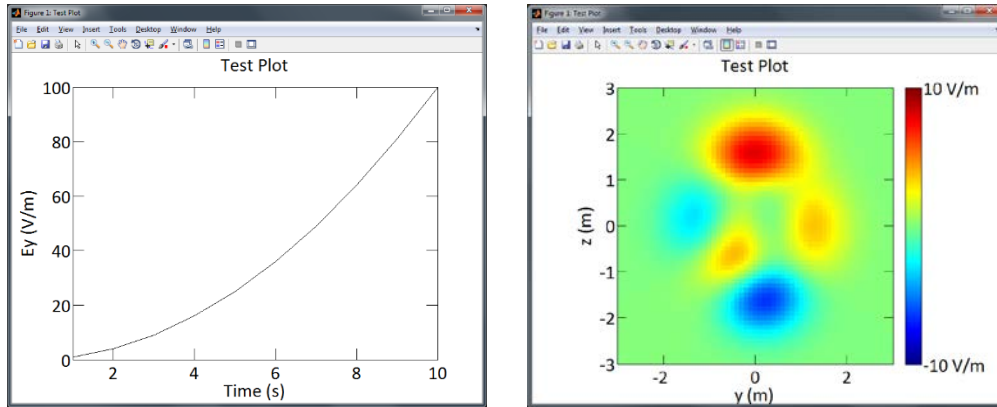 Figure 1: Test Plot
File Edit View Insert Tools Desktop Window Help
Test Plot
100
80
60
40
20
0
Ey (V/m)
2 4 6 8 10
Time (s)
Figure 1: Test Plot
File Edit View Insert Tools Desktop Window Help
Test Plot
3
2
1
0
-1
-2
-3
z (m)
-2 0 2
y (m)
10 V/m
-10 V/m